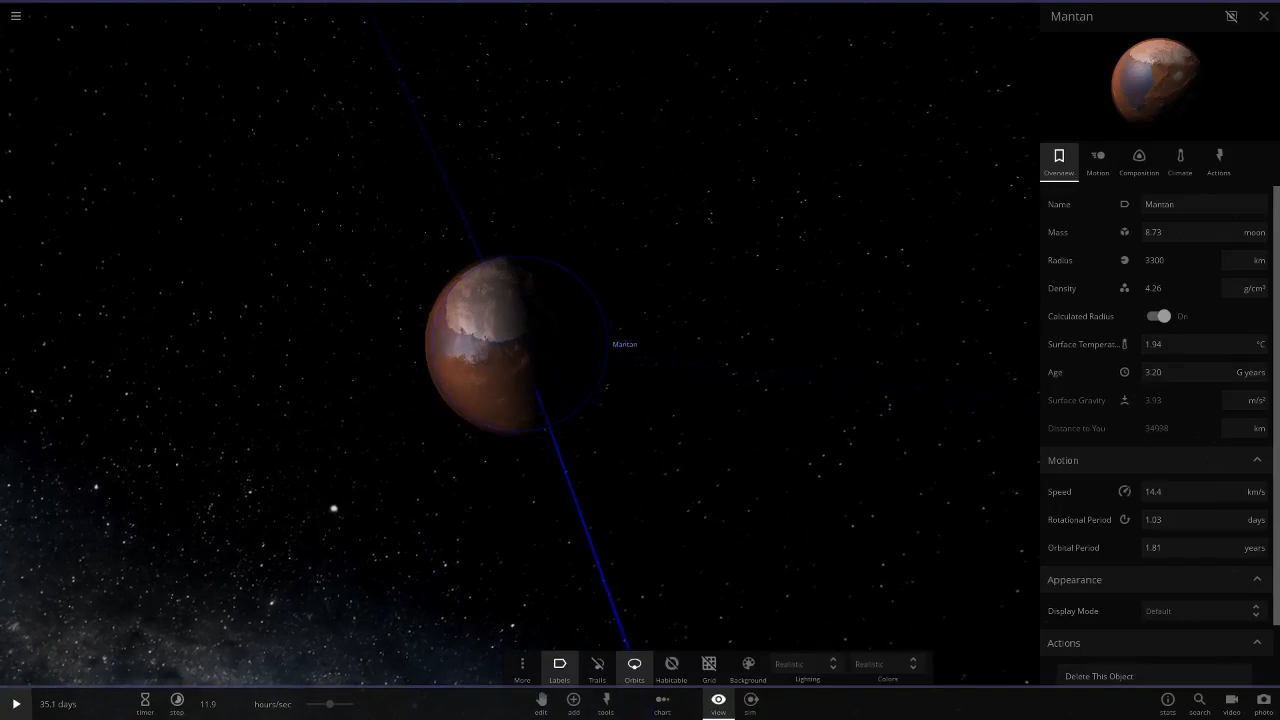 Mantan
Overview Motion Composition Climate Actions
Name Mantan
Mass 8.73 moon
Radius 3300 km
Density 4.26 g/cm³
Calculated Radius On
Surface Temperat... 1.94 °C
Age 3.20 G years
Surface Gravity 3.93 m/s²
Distance to You 34098 km
Motion
Speed 14.4 km/s
Rotational Period 1.03 days
Orbital Period 1.81 years
Appearance
Display Mode Default
Actions
Delete This Object
Mantan
More Labels Trails Orbits Habitable Grid Background
Realistic Realistic
Lighting Colors
35.1 days timer step 11.9 hours/sec edit add tools chart view sim stats search video photo